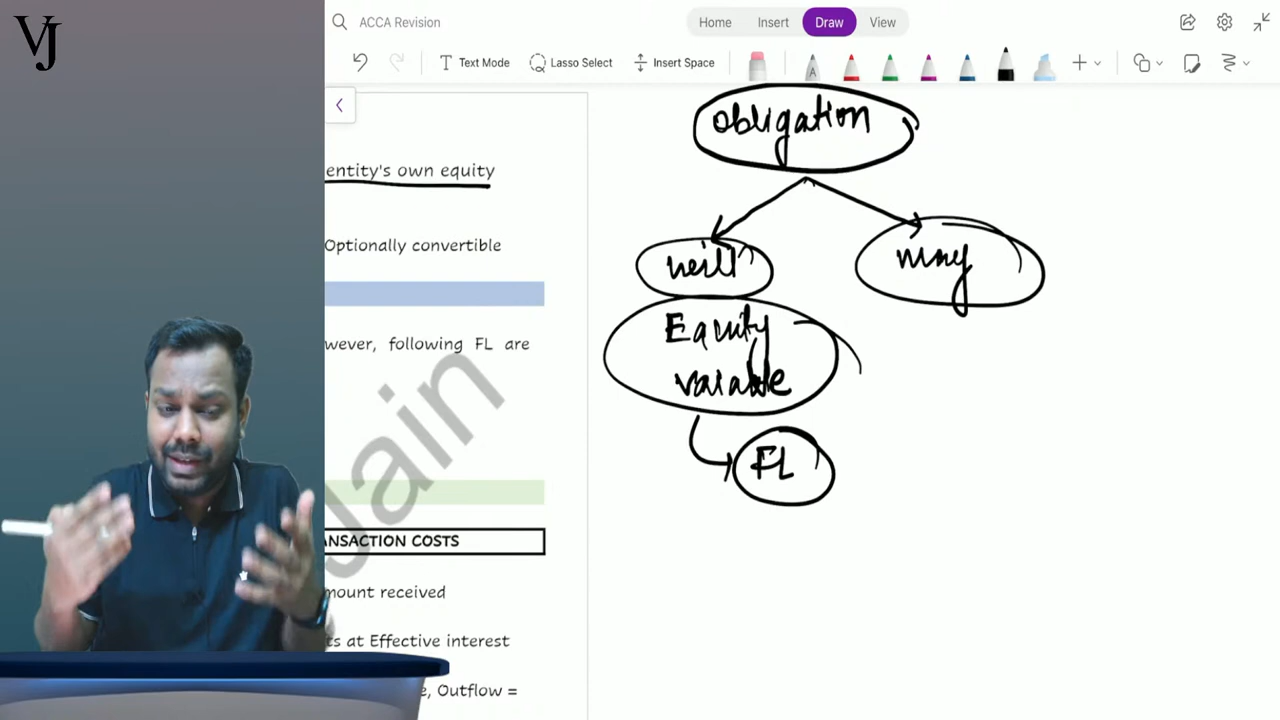 VJ
ACCA Revision
Home Insert Draw View
Text Mode Lasso Select Insert Space
A
entity's own equity
Optionally convertible
wever, following FL are
Jain
ANSACTION COSTS
mount received
ts at Effective interest
e, Outflow =
obligation
will may
Equity
variable
FL